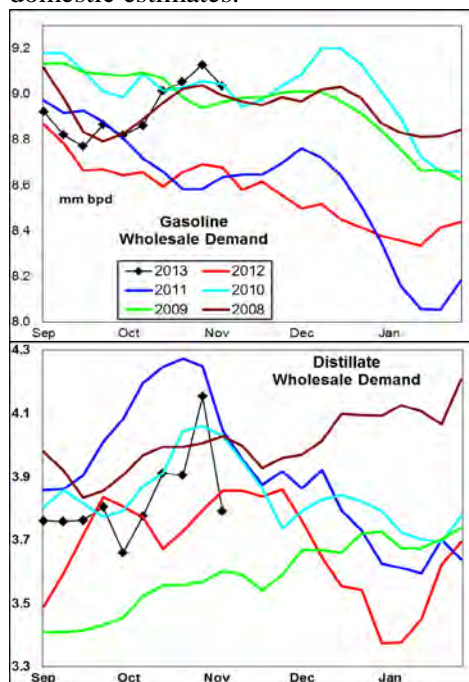 domestic estimates.
9.2
9.0
8.8
8.6
8.4
8.2
8.0
mm bpd
Gasoline
Wholesale Demand
2013 2012
2011 2010
2009 2008
Sep Oct Nov Dec Jan
4.3
4.1
3.9
3.7
3.5
3.3
Distillate
Wholesale Demand
Sep Oct Nov Dec Jan